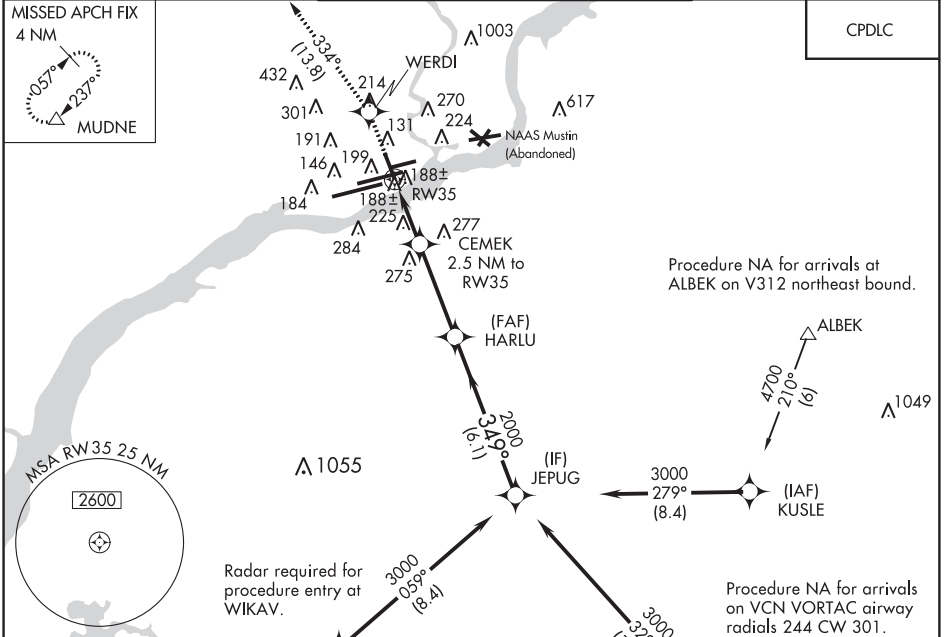 MISSED APCH FIX
4 NM
057°
237°
MUDNE
334°
(13.8)
1003
CPDLC
WERDI
432
214
301
270
617
191
131
224
NAAS Mustin
(Abandoned)
146
199
188±
RW35
184
188±
225
277
284
CEMEK
2.5 NM to
RW35
275
Procedure NA for arrivals at
ALBEK on V312 northeast bound.
(FAF)
HARLU
ALBEK
4700
210°
(6)
1049
2000
349°
(6.1)
MSA RW35 25 NM
2600
1055
(IF)
JEPUG
3000
279°
(8.4)
(IAF)
KUSLE
Radar required for
procedure entry at
WIKAV.
3000
059°
(8.4)
3000
Procedure NA for arrivals
on VCN VORTAC airway
radials 244 CW 301.